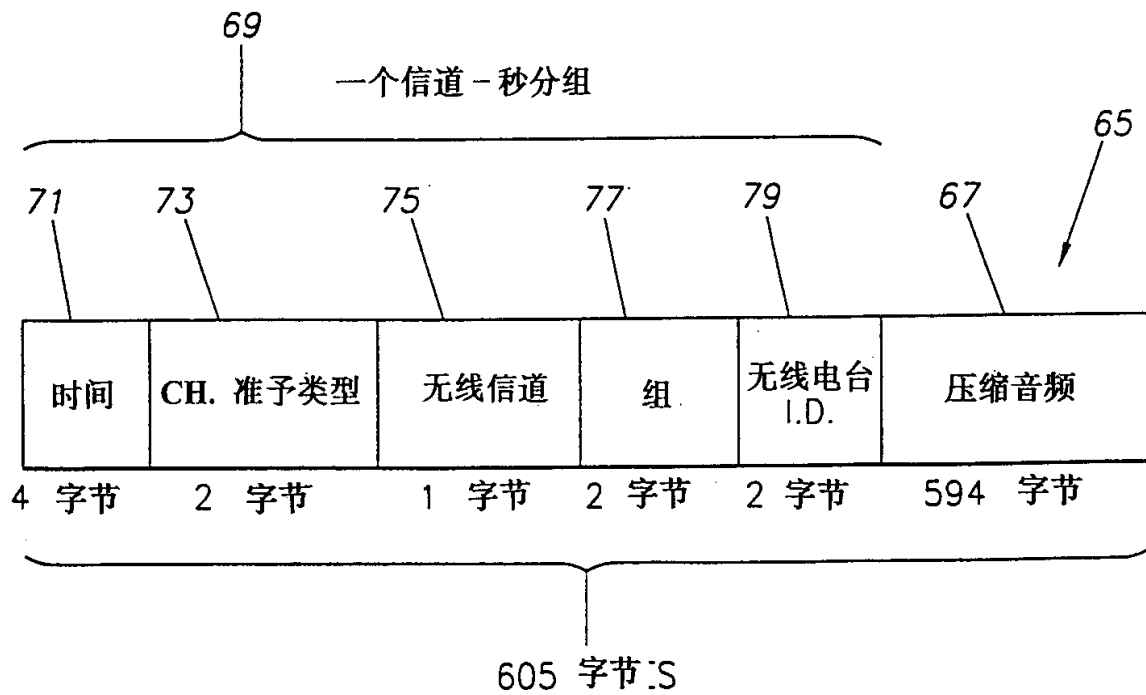 69
一个信道-秒分组
65
71 73 75 77 79 67
时间 CH. 准予类型 无线信道 组 无线电台 I.D. 压缩音频
4 字节 2 字节 1 字节 2 字节 2 字节 594 字节
605 字节:S